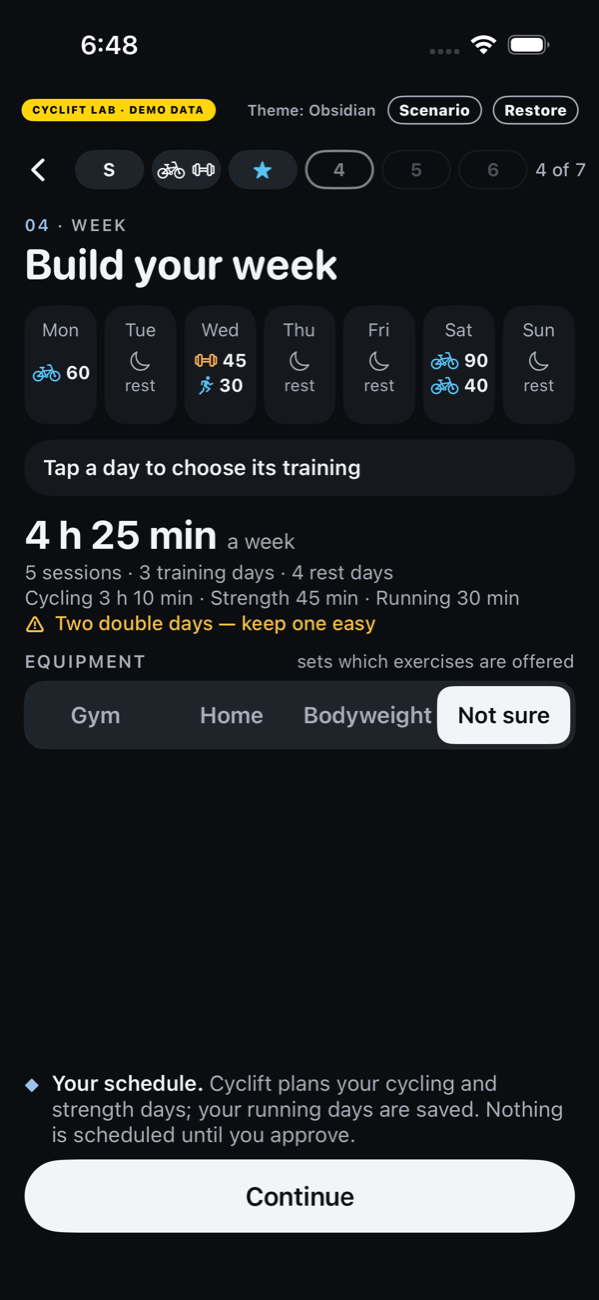 6:48
CYCLIFT LAB · DEMO DATA Theme: Obsidian Scenario Restore
S 4 5 6 4 of 7
04 · WEEK
Build your week
Mon Tue Wed Thu Fri Sat Sun
60 rest 45 30 rest rest 90 40 rest
Tap a day to choose its training
4 h 25 min a week
5 sessions · 3 training days · 4 rest days
Cycling 3 h 10 min · Strength 45 min · Running 30 min
Two double days — keep one easy
EQUIPMENT sets which exercises are offered
Gym Home Bodyweight Not sure
Your schedule. Cyclift plans your cycling and
strength days; your running days are saved. Nothing
is scheduled until you approve.
Continue